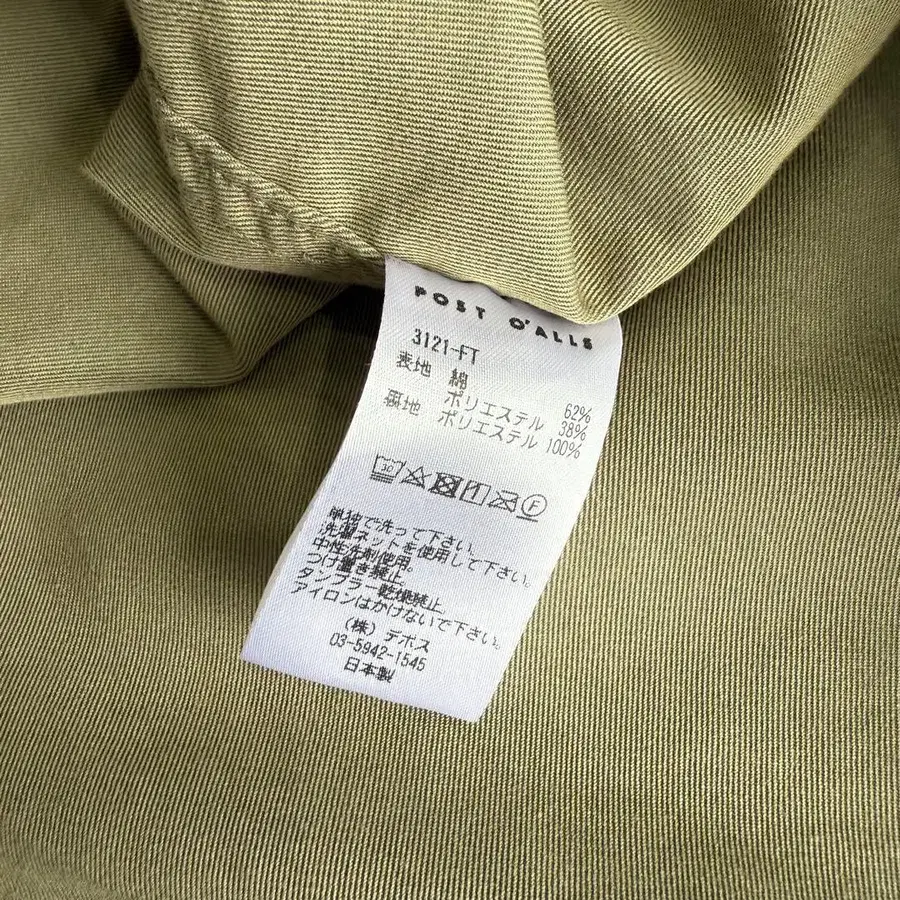 POST O'ALLS
3121-FT
表地 綿 62%
ポリエステル 38%
裏地 ポリエステル 100%
30 F
単独で洗って下さい。
洗濯ネットを使用して下さい。
中性洗剤使用。
つけ置き禁止
タンブラー乾燥禁止
アイロンはかけないで下さい。
(株) デポス
03-5942-1545
日本製